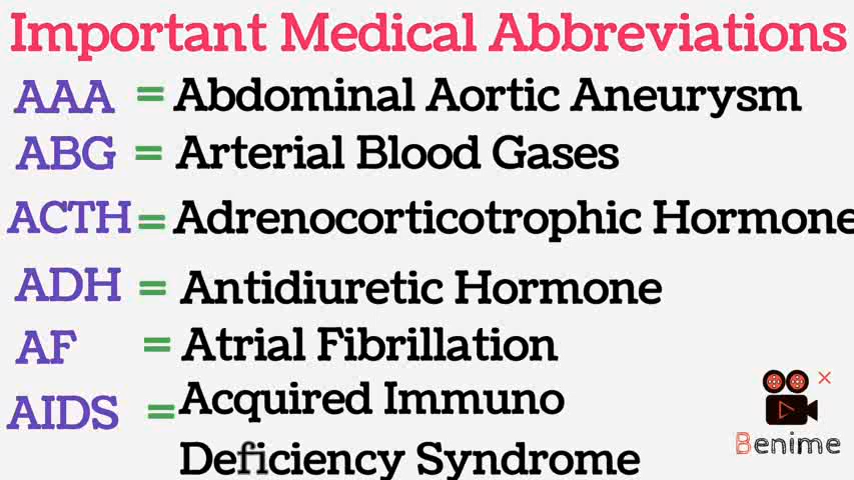 Important Medical Abbreviations
AAA = Abdominal Aortic Aneurysm
ABG = Arterial Blood Gases
ACTH = Adrenocorticotrophic Hormone
ADH = Antidiuretic Hormone
AF = Atrial Fibrillation
AIDS = Acquired Immuno
Deficiency Syndrome
Benime